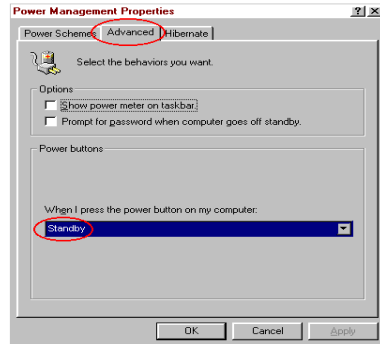 Power Management Properties
Power Schemes Advanced Hibernate
Select the behaviors you want.
Options
Show power meter on taskbar.
Prompt for password when computer goes off standby.
Power buttons
When I press the power button on my computer:
Standby
OK Cancel Apply